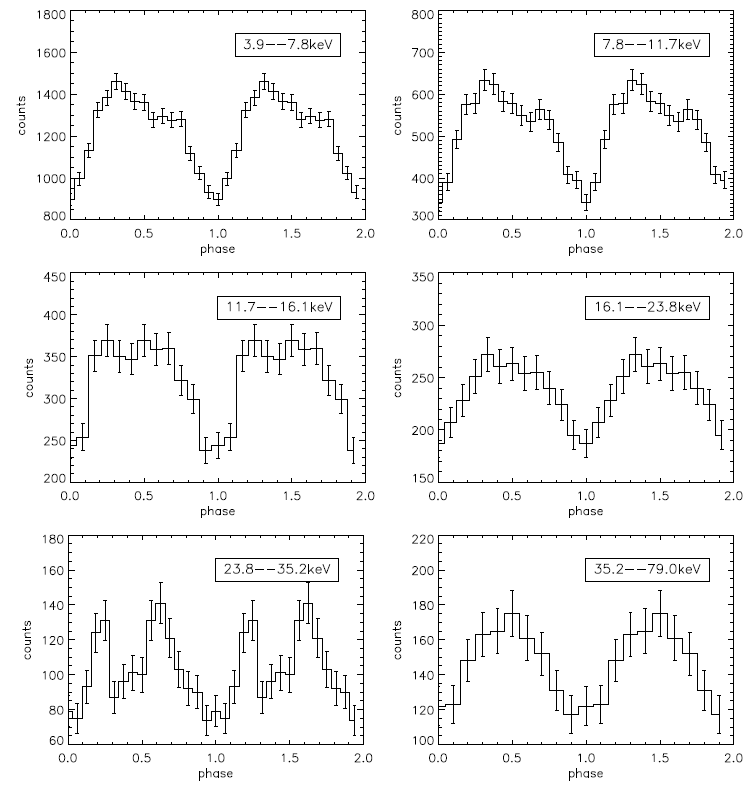 3.9−−7.8keV
counts
1800
1600
1400
1200
1000
800
0.0 0.5 1.0 1.5 2.0
phase
7.8−−11.7keV
counts
800
700
600
500
400
300
0.0 0.5 1.0 1.5 2.0
phase
11.7−−16.1keV
counts
450
400
350
300
250
200
0.0 0.5 1.0 1.5 2.0
phase
16.1−−23.8keV
counts
350
300
250
200
150
0.0 0.5 1.0 1.5 2.0
phase
23.8−−35.2keV
counts
180
160
140
120
100
80
60
0.0 0.5 1.0 1.5 2.0
phase
35.2−−79.0keV
counts
220
200
180
160
140
120
100
0.0 0.5 1.0 1.5 2.0
phase